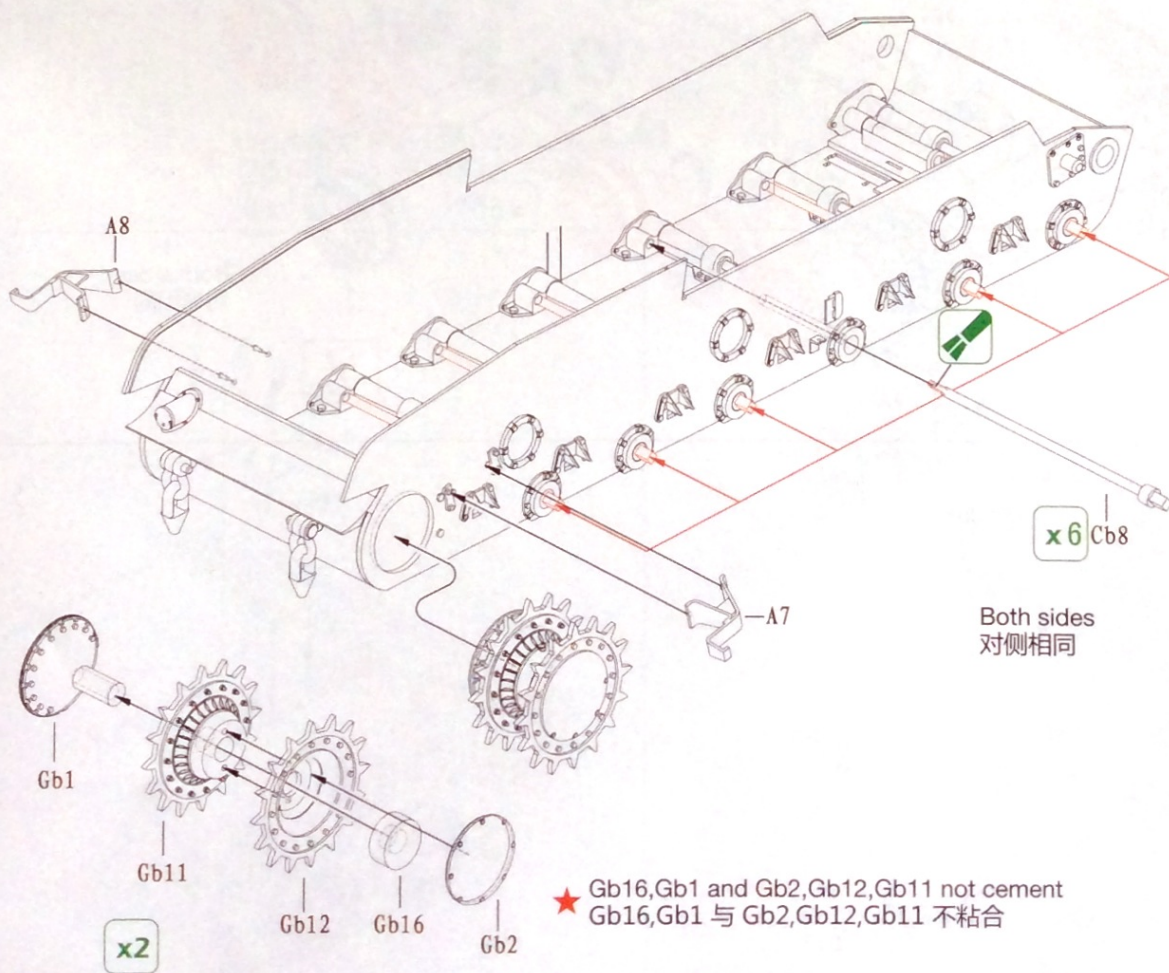 A8
x6 Cb8
A7
Both sides
对侧相同
Gb1
Gb11
Gb12
Gb16
Gb2
x2
Gb16,Gb1 and Gb2,Gb12,Gb11 not cement
Gb16,Gb1 与 Gb2,Gb12,Gb11 不粘合